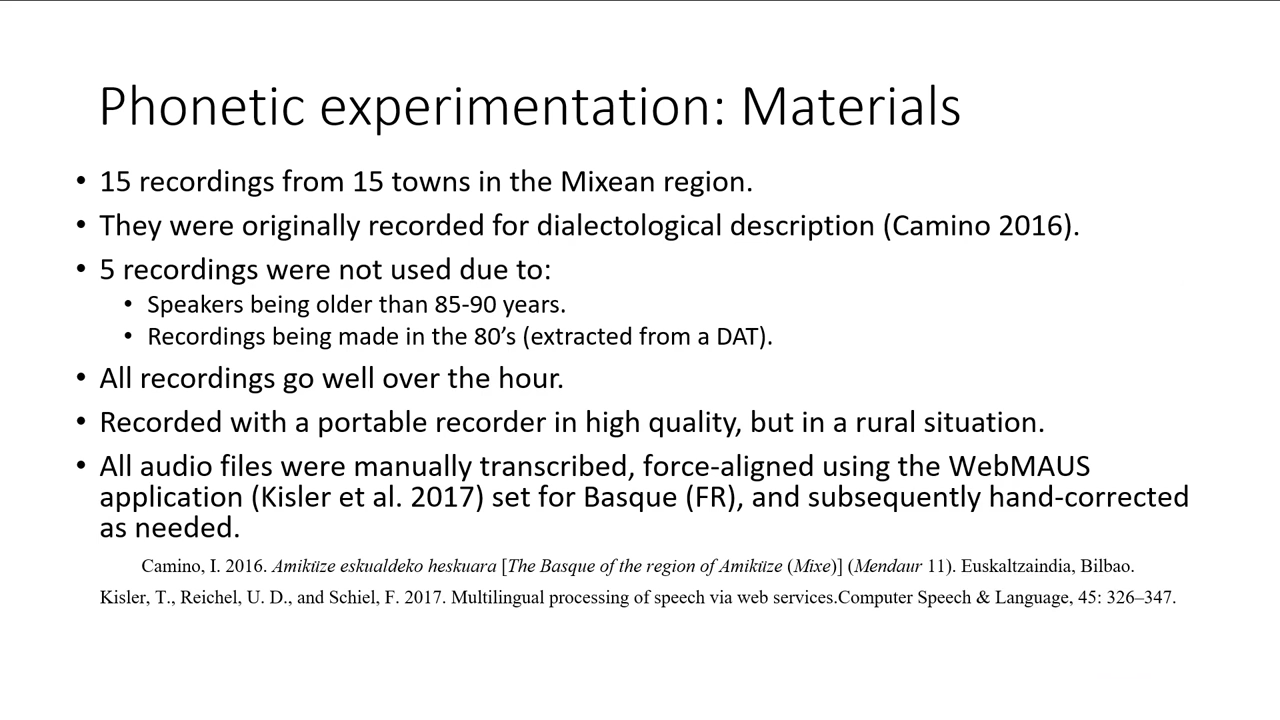 Phonetic experimentation: Materials
• 15 recordings from 15 towns in the Mixean region.
• They were originally recorded for dialectological description (Camino 2016).
• 5 recordings were not used due to:
• Speakers being older than 85-90 years.
• Recordings being made in the 80’s (extracted from a DAT).
• All recordings go well over the hour.
• Recorded with a portable recorder in high quality, but in a rural situation.
• All audio files were manually transcribed, force-aligned using the WebMAUS
application (Kisler et al. 2017) set for Basque (FR), and subsequently hand-corrected
as needed.
Camino, I. 2016. Amiküze eskualdeko heskuara [The Basque of the region of Amiküze (Mixe)] (Mendaur 11). Euskaltzaindia, Bilbao.
Kisler, T., Reichel, U. D., and Schiel, F. 2017. Multilingual processing of speech via web services.Computer Speech & Language, 45: 326–347.